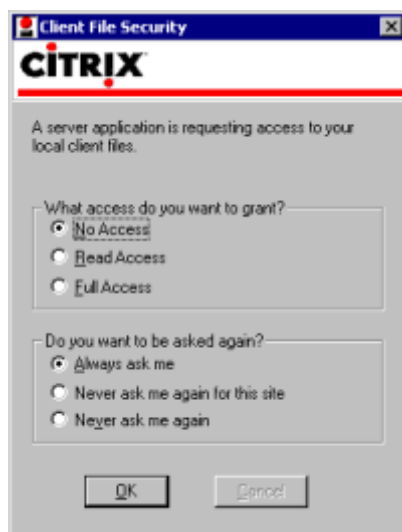 Client File Security
CİTRIX
A server application is requesting access to your
local client files.
What access do you want to grant?
No Access
Read Access
Full Access
Do you want to be asked again?
Always ask me
Never ask me again for this site
Never ask me again
OK
Cancel